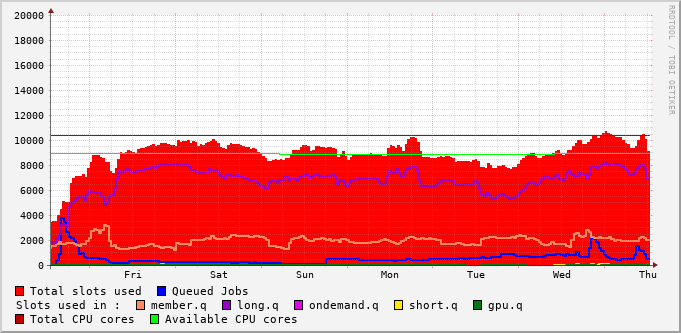 20000
18000
16000
14000
12000
10000
8000
6000
4000
2000
0
Fri Sat Sun Mon Tue Wed Thu
RRDTOOL / TOBI OETIKER
Total slots used Queued Jobs
Slots used in : member.q long.q ondemand.q short.q gpu.q
Total CPU cores Available CPU cores